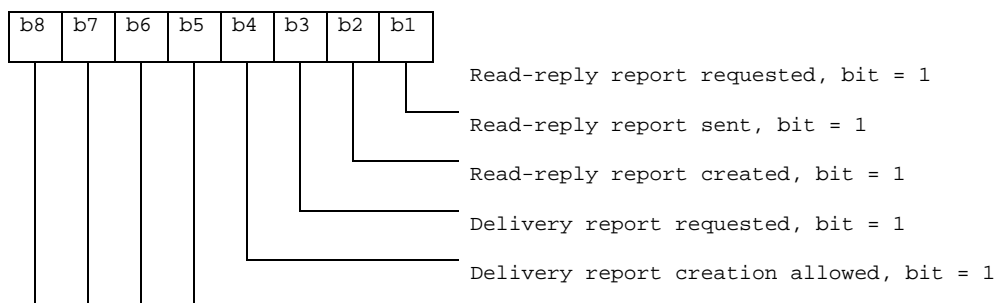 b8 b7 b6 b5 b4 b3 b2 b1
Read-reply report requested, bit = 1
Read-reply report sent, bit = 1
Read-reply report created, bit = 1
Delivery report requested, bit = 1
Delivery report creation allowed, bit = 1